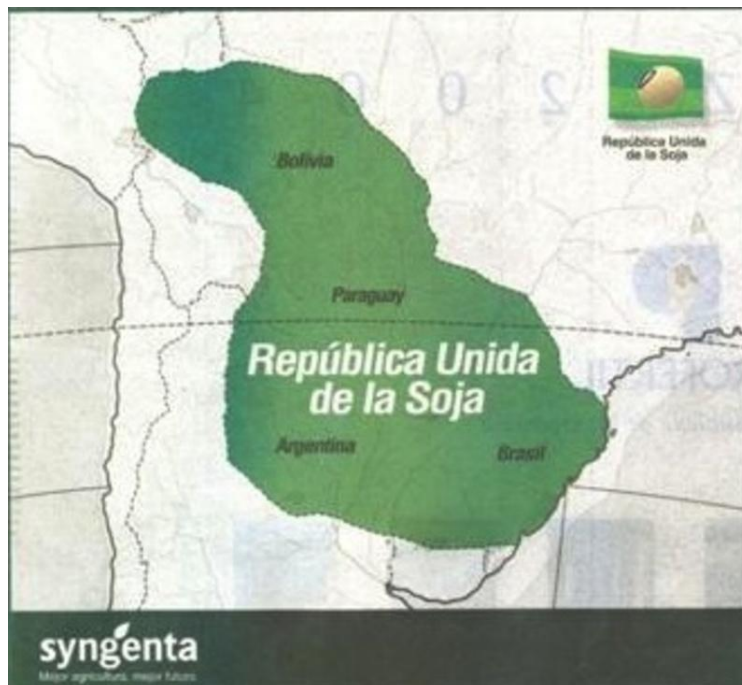 República Unida
de la Soja
Bolivia
Paraguay
República Unida
de la Soja
Argentina
Brasil
syngenta
Mejor agricultura, mejor futuro.